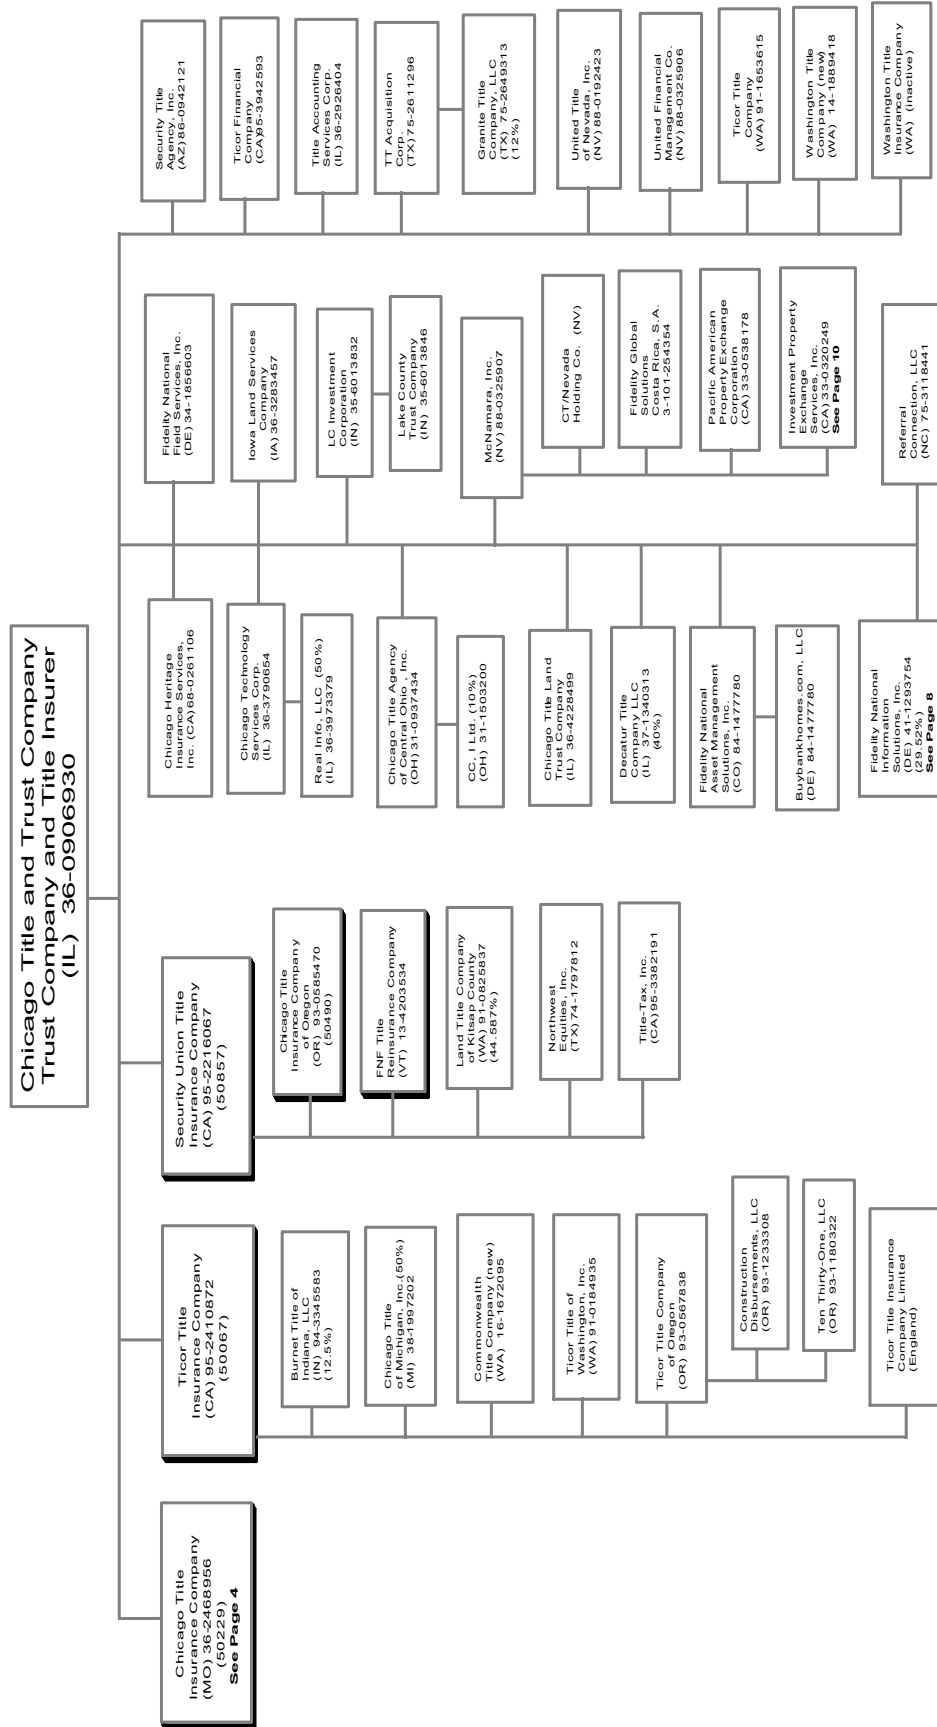 Chicago Title and Trust Company
Trust Company and Title Insurer
(IL) 36-0906930
Chicago Title
Insurance Company
(MO) 36-2468956
(50229)
See Page 4
Ticor Title
Insurance Company
(CA) 95-2410872
(50067)
Burnet Title of
Indiana, LLC
(IN) 94-3345583
(12.5%)
Chicago Title
of Michigan, Inc.(50%)
(MI) 38-1997202
Commonwealth
Title Company (new)
(WA) 16-1672095
Ticor Title of
Washington, Inc.
(WA) 91-0184935
Ticor Title Company
of Oregon
(OR) 93-0567838
Construction
Disbursements, LLC
(OR) 93-1233308
Ten Thirty-One, LLC
(OR) 93-1180322
Ticor Title Insurance
Company Limited
(England)
Security Union Title
Insurance Company
(CA) 95-2216067
(50857)
Chicago Title
Insurance Company
of Oregon
(OR) 93-0585470
(50490)
FNF Title
Reinsurance Company
(VT) 13-4203534
Land Title Company
of Kitsap County
(WA) 91-0825837
(44.587%)
Northwest
Equities, Inc.
(TX) 74-1797812
Title-Tax, Inc.
(CA) 95-3382191
Chicago Heritage
Insurance Services,
Inc. (CA) 68-0261106
Chicago Technology
Services Corp.
(IL) 36-3790654
Real Info, LLC (50%)
(IL) 36-3973379
Chicago Title Agency
of Central Ohio , Inc.
(OH) 31-0937434
CC, I Ltd. (10%)
(OH) 31-1503200
Chicago Title Land
Trust Company
(IL) 36-4228499
Decatur Title
Company LLC
(IL) 37-1340313
(40%)
Fidelity National
Asset Management
Solutions, Inc.
(CO) 84-1477780
Buybankhomes.com, LLC
(DE) 84-1477780
Fidelity National
Information
Solutions, Inc.
(DE) 41-1293754
(29.52%)
See Page 8
Fidelity National
Field Services, Inc.
(DE) 34-1856603
Iowa Land Services
Company
(IA) 36-3283457
LC Investment
Corporation
(IN) 35-6013832
Lake County
Trust Company
(IN) 35-6013846
McNamara, Inc.
(NV) 88-0325907
CT/Nevada
Holding Co. (NV)
Fidelity Global
Solutions
Costa Rica, S.A.
3-101-254354
Pacific American
Property Exchange
Corporation
(CA) 33-0538178
Investment Property
Exchange
Services, Inc.
(CA) 33-0320249
See Page 10
Referral
Connection, LLC
(NC) 75-3118441
Security Title
Agency, Inc.
(AZ) 86-0942121
Ticor Financial
Company
(CA)95-3942593
Title Accounting
Services Corp.
(IL) 36-2926404
TT Acquisition
Corp.
(TX) 75-2611296
Granite Title
Company, LLC
(TX) 75-2649313
(12%)
United Title
of Nevada, Inc.
(NV) 88-0192423
United Financial
Management Co.
(NV) 88-0325906
Ticor Title
Company
(WA) 91-1653615
Washington Title
Company (new)
(WA) 14-1889418
Washington Title
Insurance Company
(WA) (inactive)